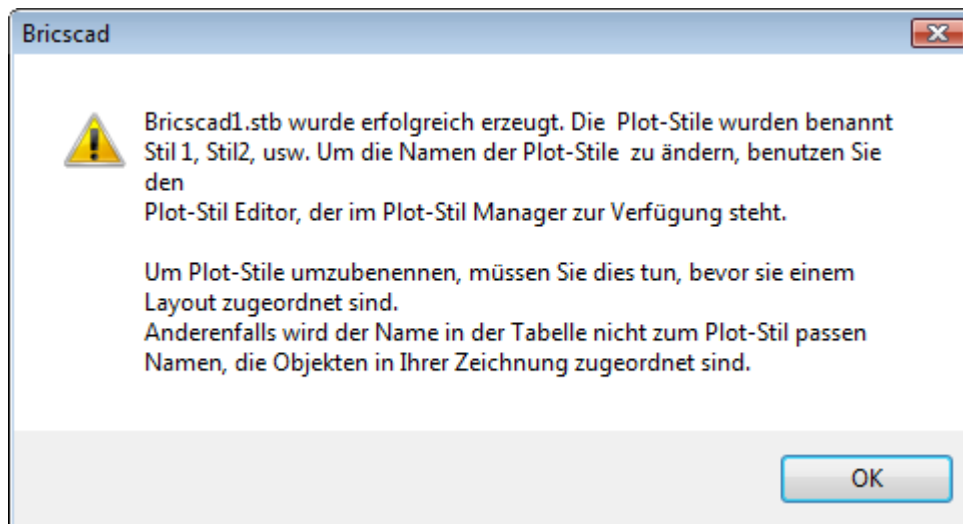 Bricscad
Bricscad1.stb wurde erfolgreich erzeugt. Die  Plot-Stile wurden benannt
Stil 1, Stil2, usw. Um die Namen der Plot-Stile  zu ändern, benutzen Sie
den
Plot-Stil Editor, der im Plot-Stil Manager zur Verfügung steht.
Um Plot-Stile umzubenennen, müssen Sie dies tun, bevor sie einem
Layout zugeordnet sind.
Anderenfalls wird der Name in der Tabelle nicht zum Plot-Stil passen
Namen, die Objekten in Ihrer Zeichnung zugeordnet sind.
OK